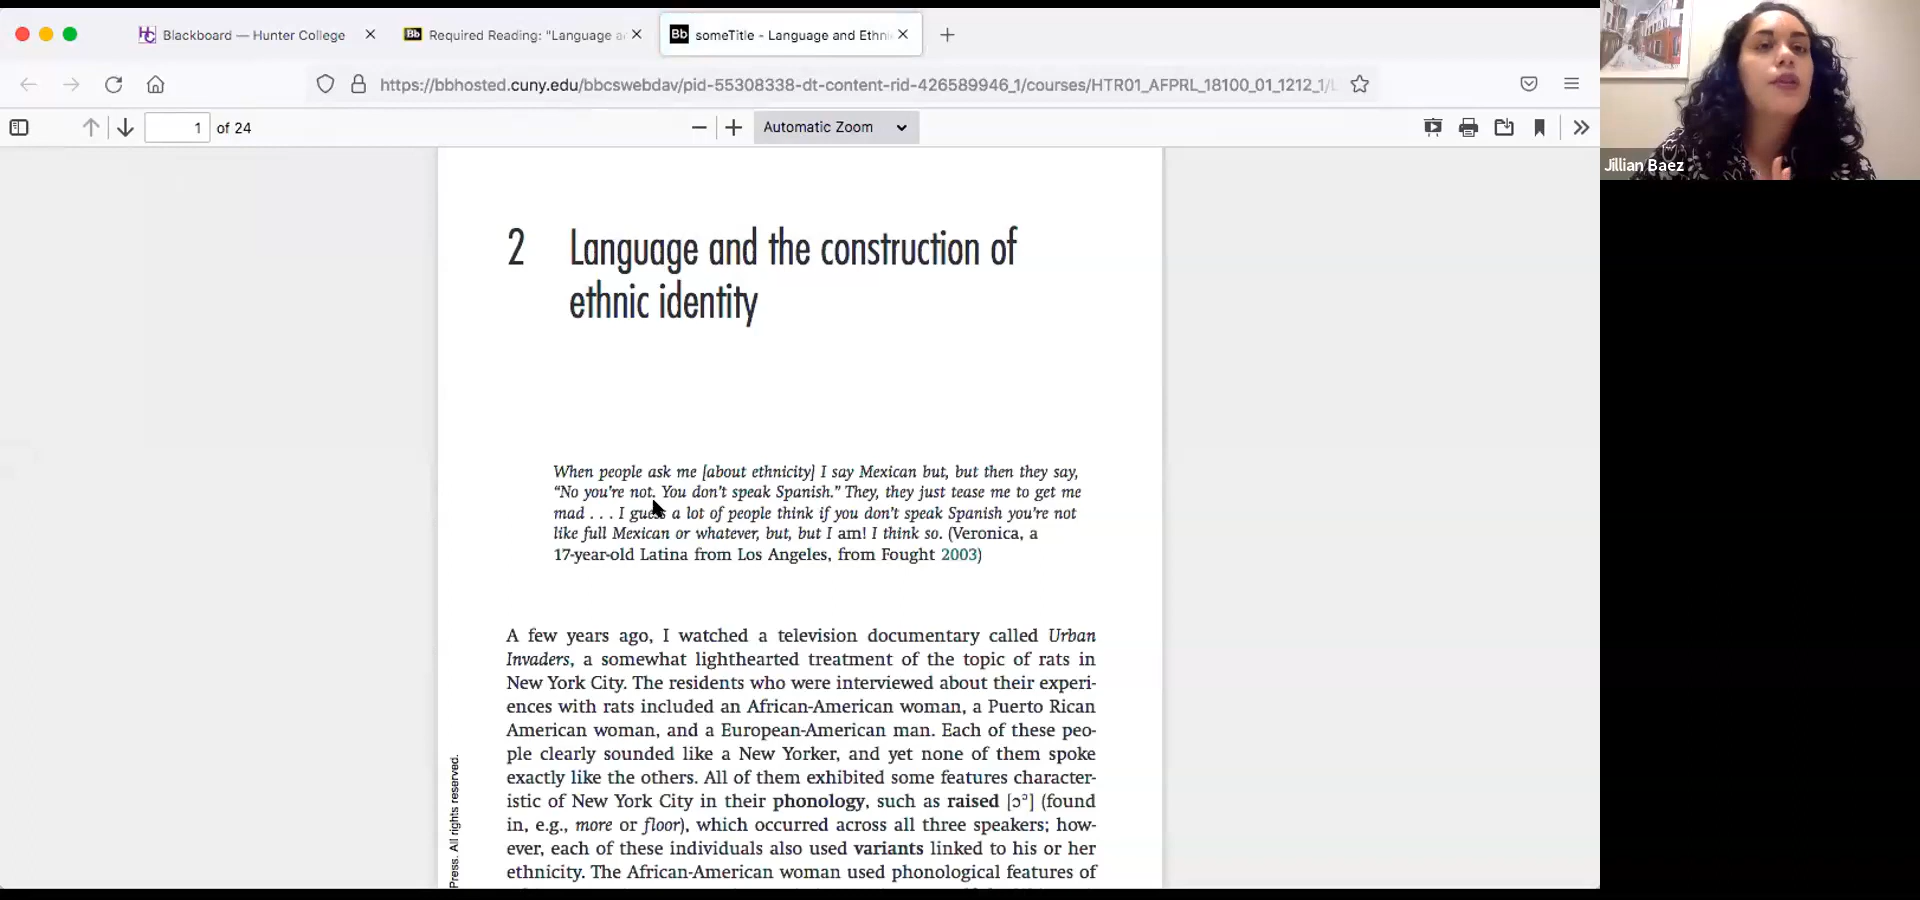 Blackboard — Hunter College
Required Reading: "Language a
someTitle - Language and Ethni
https://bbhosted.cuny.edu/bbcswebdav/pid-55308338-dt-content-rid-426589946_1/courses/HTR01_AFPRL_18100_01_1212_1/L
1 of 24
Automatic Zoom
Jillian Baez
2 Language and the construction of
ethnic identity
When people ask me [about ethnicity] I say Mexican but, but then they say,
“No you’re not. You don’t speak Spanish.” They, they just tease me to get me
mad . . . I guess a lot of people think if you don’t speak Spanish you’re not
like full Mexican or whatever, but, but I am! I think so. (Veronica, a
17-year-old Latina from Los Angeles, from Fought 2003)
A few years ago, I watched a television documentary called Urban
Invaders, a somewhat lighthearted treatment of the topic of rats in
New York City. The residents who were interviewed about their experi-
ences with rats included an African-American woman, a Puerto Rican
American woman, and a European-American man. Each of these peo-
ple clearly sounded like a New Yorker, and yet none of them spoke
exactly like the others. All of them exhibited some features character-
istic of New York City in their phonology, such as raised [ɔᵊ] (found
in, e.g., more or floor), which occurred across all three speakers; how-
ever, each of these individuals also used variants linked to his or her
ethnicity. The African-American woman used phonological features of
Press. All rights reserved.